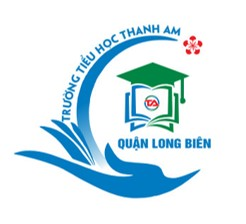 TRƯỜNG TIỂU HỌC THANH AM
TA
QUẬN LONG BIÊN